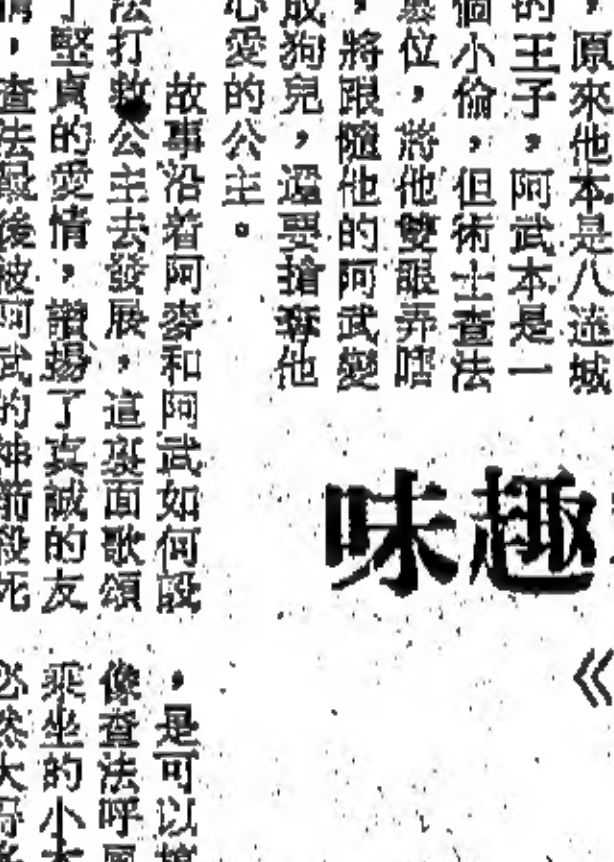 ，原來他本是八達城
的王子，阿武本是一
個小偷，但術士查法
位，將他雙眼弄瞎
，將跟隨他的阿武變
成狗兒，還要搶奪他
心愛的公主。
故事沿着阿麥和阿武如何設
法打救公主去發展，這裏面歌頌
了堅貞的愛情，讚揚了真誠的友
情，查法最後被阿武的神箭殺死
趣味
《
，是可以
像查法呼風
乘坐的小
必然大